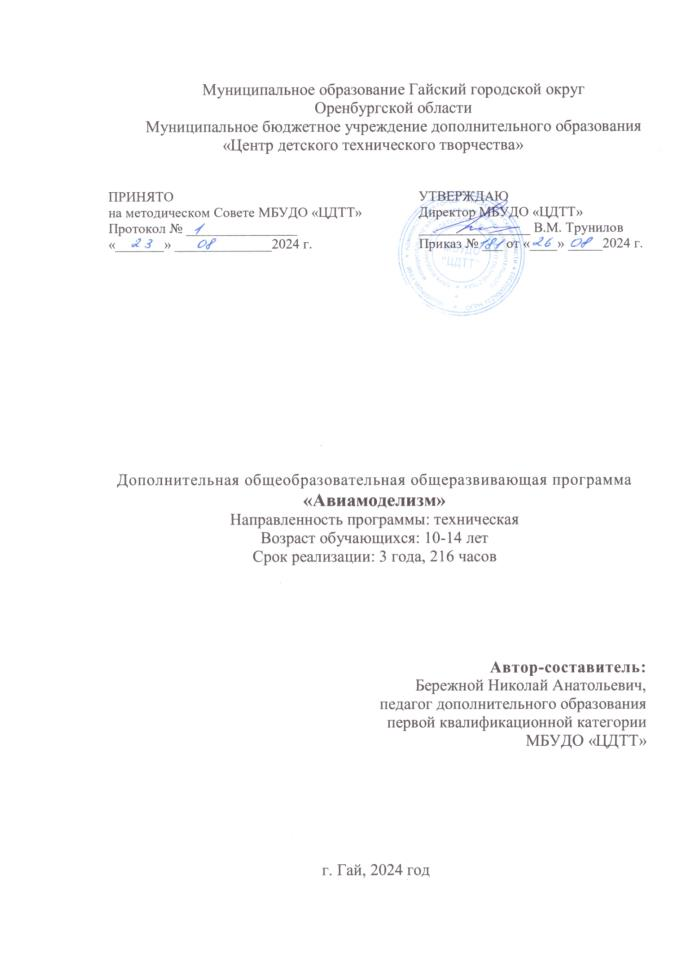 Муниципальное образование Гайский городской округ
Оренбургской области
Муниципальное бюджетное учреждение дополнительного образования
«Центр детского технического творчества»
ПРИНЯТО
на методическом Совете МБУДО «ЦДТТ»
Протокол № 1
«23» 08 2024 г.
УТВЕРЖДАЮ
Директор МБУДО «ЦДТТ»
В.М. Трунилов
Приказ № 181 от «26» 08 2024 г.
"ЦДТТ"
Дополнительная общеобразовательная общеразвивающая программа
«Авиамоделизм»
Направленность программы: техническая
Возраст обучающихся: 10-14 лет
Срок реализации: 3 года, 216 часов
Автор-составитель:
Бережной Николай Анатольевич,
педагог дополнительного образования
первой квалификационной категории
МБУДО «ЦДТТ»
г. Гай, 2024 год